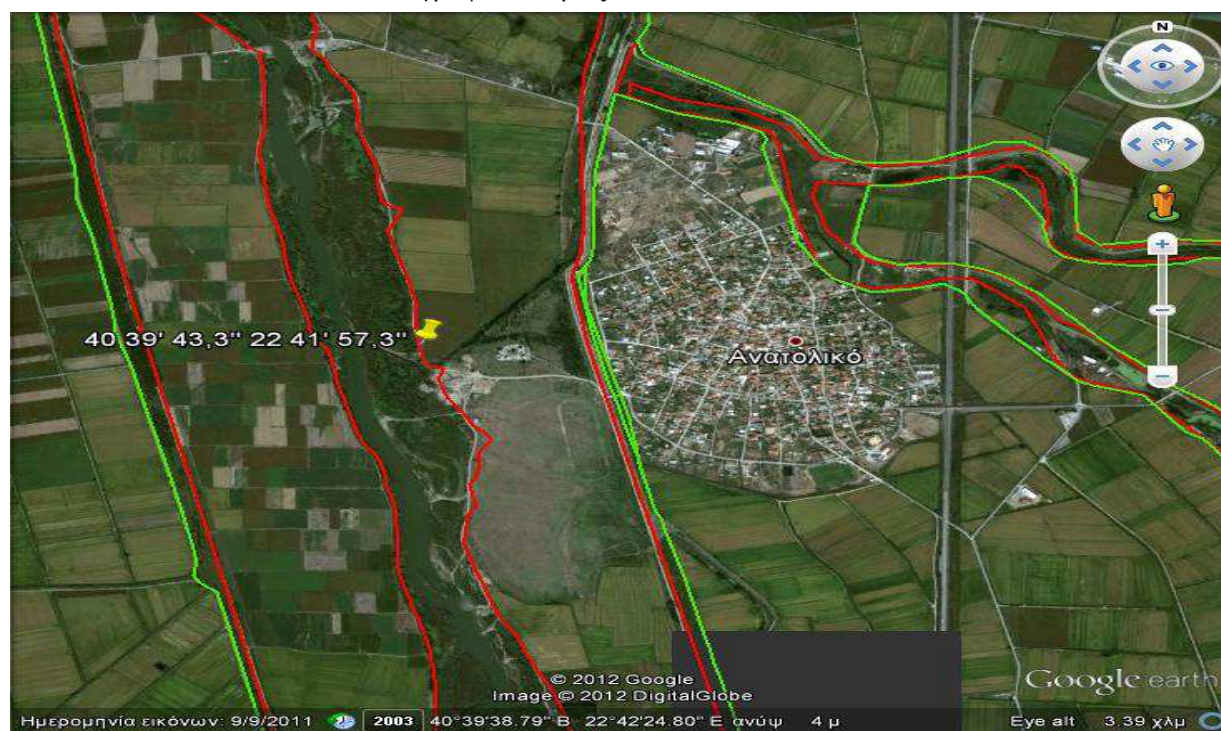 N
40 39' 43,3" 22 41' 57,3"
Ανατολικό
© 2012 Google
Image © 2012 DigitalGlobe
Google earth
Ημερομηνία εικόνων: 9/9/2011 2003 40°39'38.79" Β 22°42'24.80" Ε ανύψ 4 μ Eye alt 3 39 χλμ